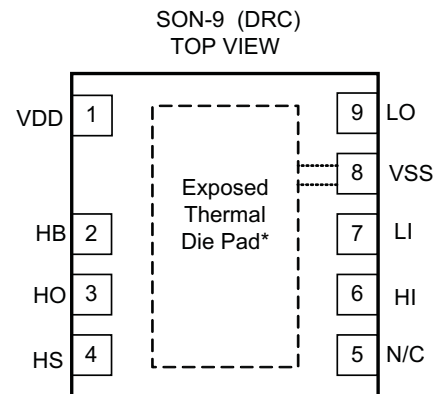 SON-9 (DRC)
TOP VIEW
VDD 1
9 LO
8 VSS
Exposed
Thermal
Die Pad*
HB 2
7 LI
HO 3
6 HI
HS 4
5 N/C